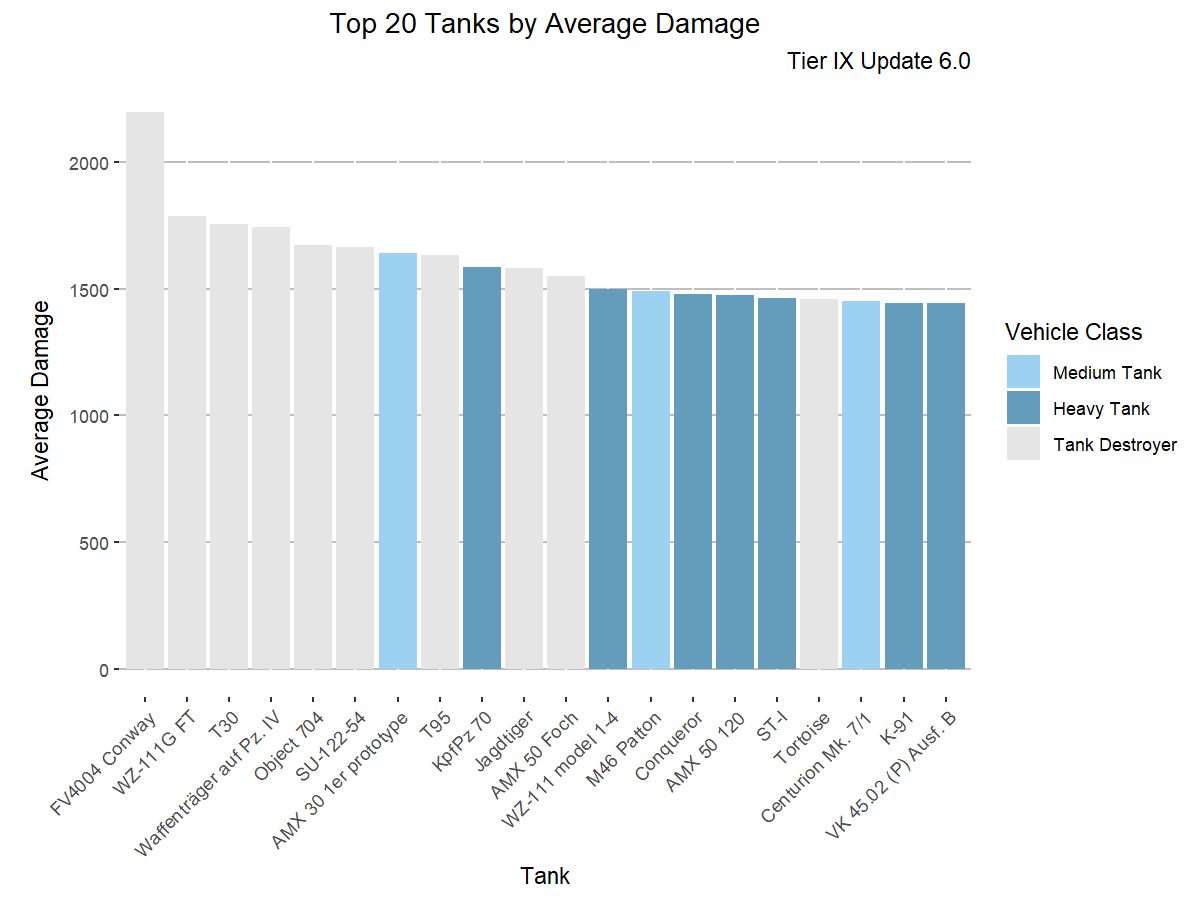 Top 20 Tanks by Average Damage
Tier IX Update 6.0
Average Damage
2000
1500
1000
500
0
FV4004 Conway
WZ-111G FT
T30
Waffenträger auf Pz. IV
Object 704
SU-122-54
AMX 30 1er prototype
T95
KpfPz 70
Jagdtiger
AMX 50 Foch
WZ-111 model 1-4
M46 Patton
Conqueror
AMX 50 120
ST-I
Tortoise
Centurion Mk. 7/1
K-91
VK 45.02 (P) Ausf. B
Tank
Vehicle Class
Medium Tank
Heavy Tank
Tank Destroyer